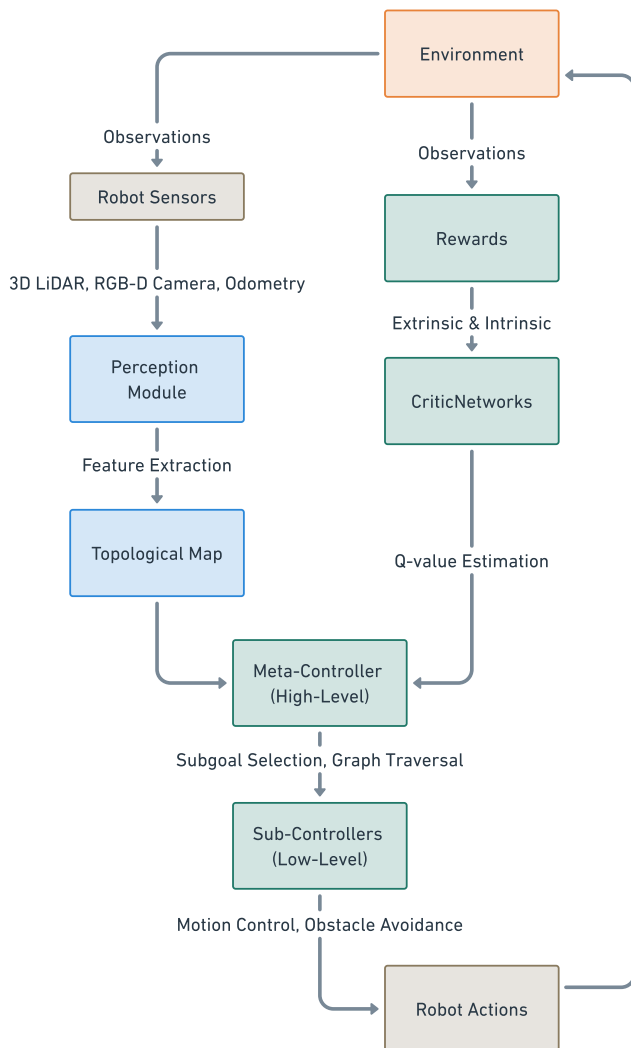 Environment
Observations
Observations
Robot Sensors
Rewards
3D LiDAR, RGB-D Camera, Odometry
Extrinsic & Intrinsic
Perception
Module
CriticNetworks
Feature Extraction
Topological Map
Q-value Estimation
Meta-Controller
(High-Level)
Subgoal Selection, Graph Traversal
Sub-Controllers
(Low-Level)
Motion Control, Obstacle Avoidance
Robot Actions